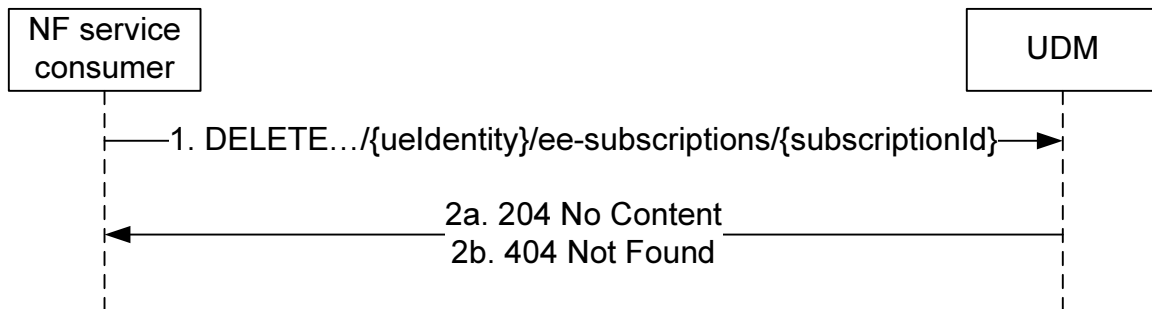 NF service
consumer
UDM
1. DELETE…/{ueIdentity}/ee-subscriptions/{subscriptionId}
2a. 204 No Content
2b. 404 Not Found